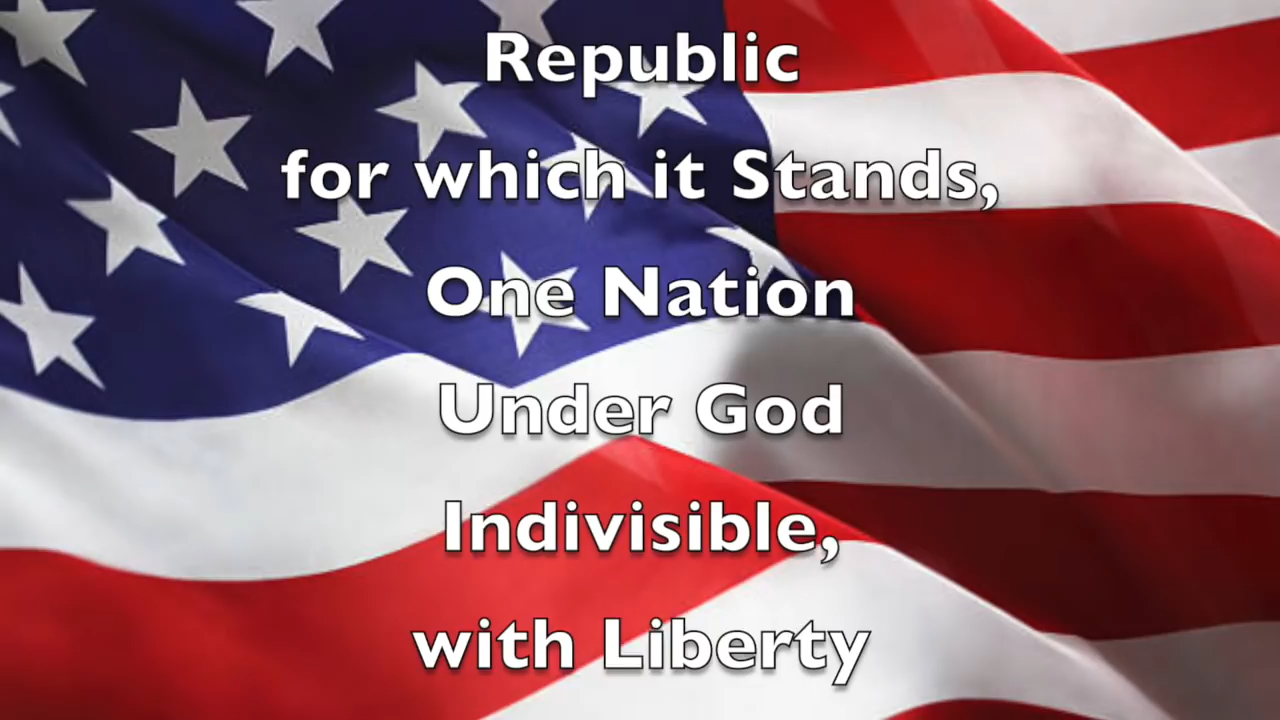 Republic
for which it Stands,
One Nation
Under God
Indivisible,
with Liberty